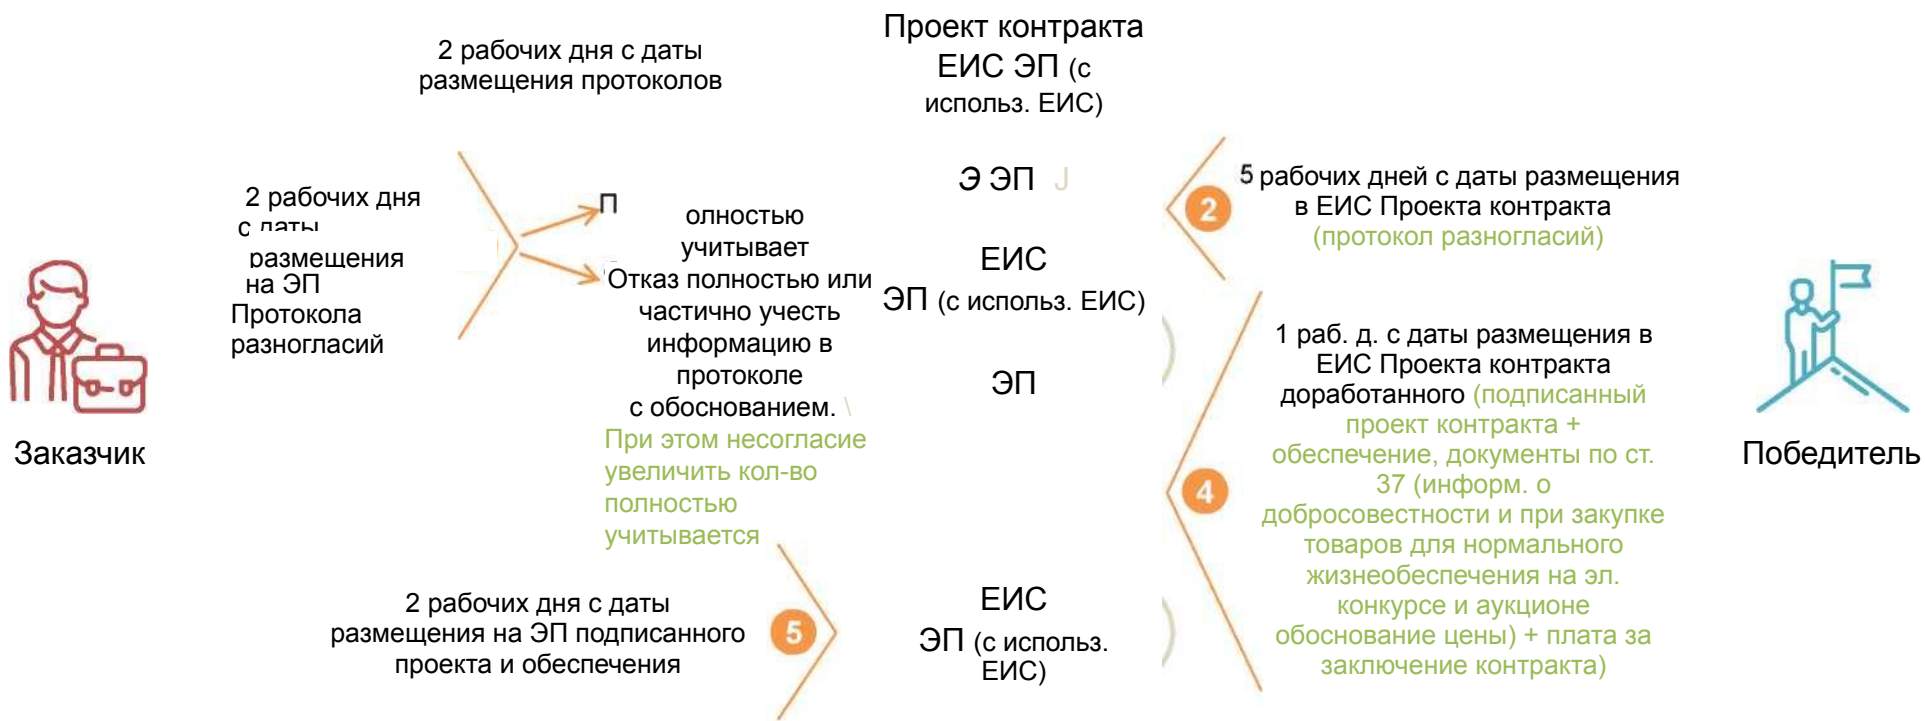 2 рабочих дня с даты
размещения протоколов
Проект контракта
ЕИС ЭП (с
использ. ЕИС)
2 рабочих дня
с даты
размещения
на ЭП
Протокола
разногласий
П
олностью
учитывает
Отказ полностью или
частично учесть
информацию в
протоколе
с обоснованием. \
При этом несогласие
увеличить кол-во
полностью
учитывается
Э ЭП J
ЕИС
ЭП (с использ. ЕИС)
ЭП
2
5 рабочих дней с даты размещения
в ЕИС Проекта контракта
(протокол разногласий)
4
1 раб. д. с даты размещения в
ЕИС Проекта контракта
доработанного (подписанный
проект контракта +
обеспечение, документы по ст.
37 (информ. о
добросовестности и при закупке
товаров для нормального
жизнеобеспечения на эл.
конкурсе и аукционе
обоснование цены) + плата за
заключение контракта)
Заказчик
Победитель
2 рабочих дня с даты
размещения на ЭП подписанного
проекта и обеспечения
5
ЕИС
ЭП (с использ.
ЕИС)